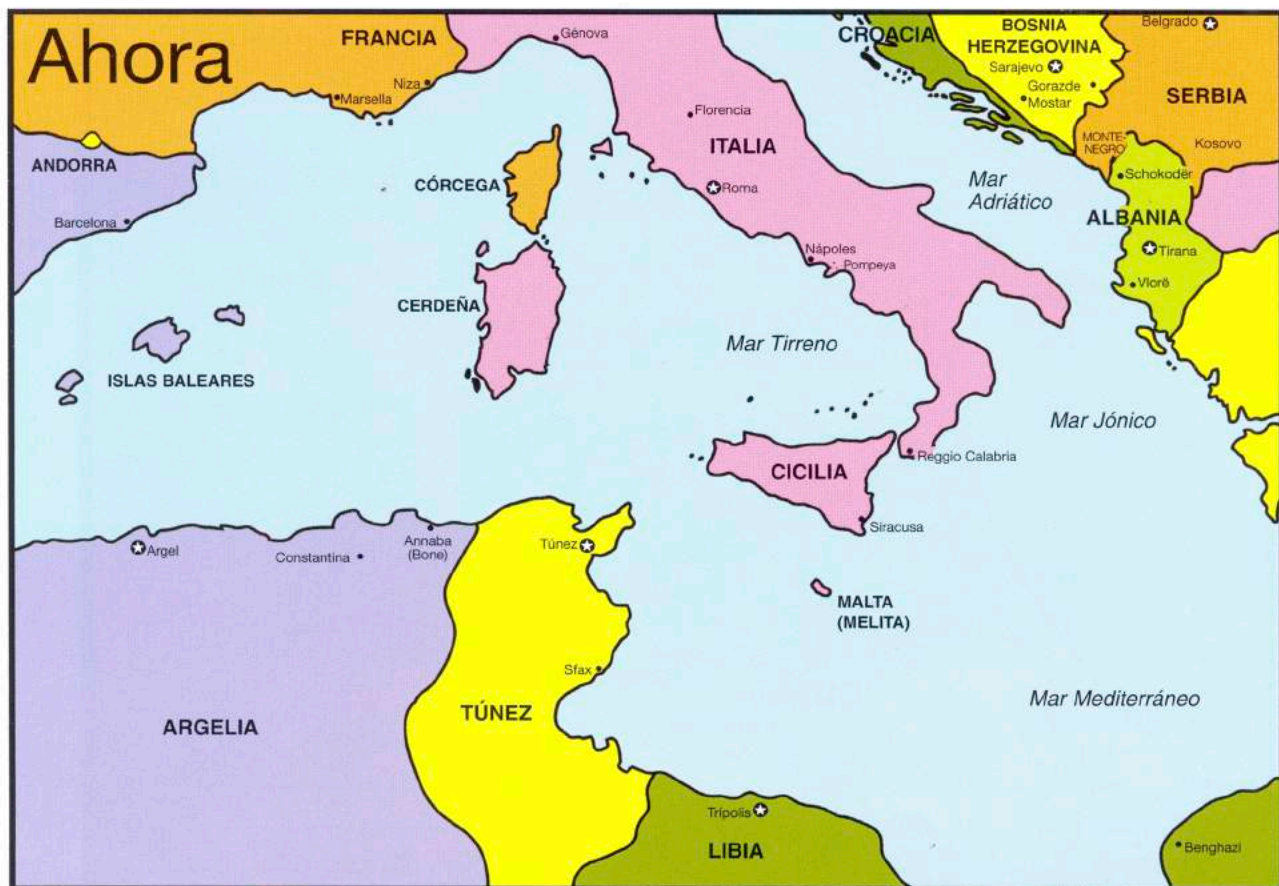 Ahora
FRANCIA
Génova
CROACIA
BOSNIA
HERZEGOVINA
Belgrado
Sarajevo
Gorazde
Mostar
SERBIA
Niza
Marsella
Florencia
ITALIA
MONTE-
NEGRO
Kosovo
ANDORRA
CÓRCEGA
Roma
Mar
Adriático
Schokodër
ALBANIA
Barcelona
Nápoles
Pompeya
Tirana
Vlorë
CERDEÑA
Mar Tirreno
ISLAS BALEARES
Mar Jónico
CICILIA
Reggio Calabria
Siracusa
Argel
Constantina
Annaba
(Bone)
Túnez
MALTA
(MELITA)
Sfax
Mar Mediterráneo
ARGELIA
TÚNEZ
Trípolis
LIBIA
Benghazi